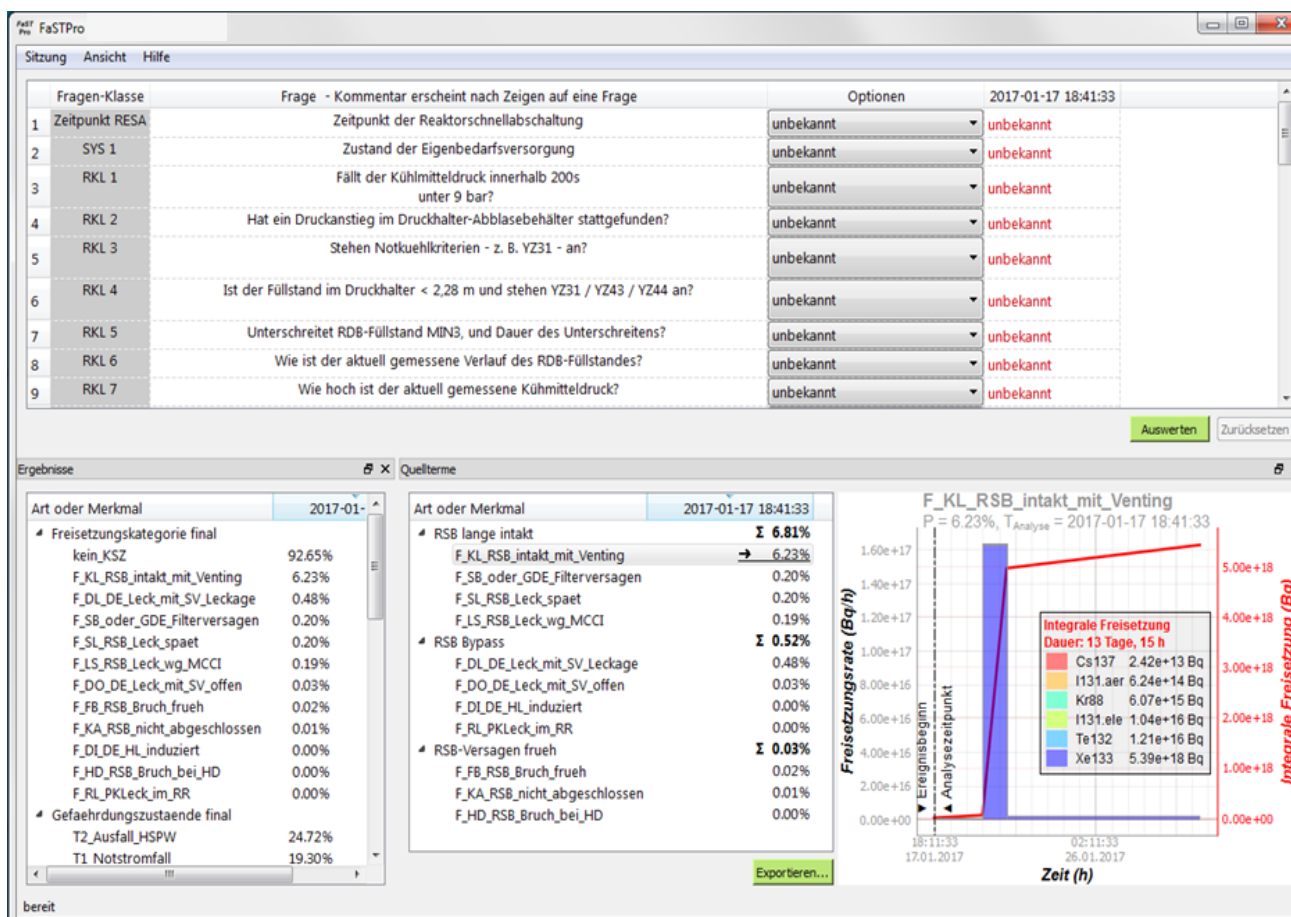 FaST Pro FaSTPro
Sitzung Ansicht Hilfe
Fragen-Klasse Frage - Kommentar erscheint nach Zeigen auf eine Frage Optionen 2017-01-17 18:41:33
1 Zeitpunkt RESA Zeitpunkt der Reaktorschnellabschaltung unbekannt unbekannt
2 SYS 1 Zustand der Eigenbedarfsversorgung unbekannt unbekannt
3 RKL 1 Fällt der Kühlmitteldruck innerhalb 200s
unter 9 bar? unbekannt unbekannt
4 RKL 2 Hat ein Druckanstieg im Druckhalter-Abblasebehälter stattgefunden? unbekannt unbekannt
5 RKL 3 Stehen Notkuehlkriterien - z. B. YZ31 - an? unbekannt unbekannt
6 RKL 4 Ist der Füllstand im Druckhalter < 2,28 m und stehen YZ31 / YZ43 / YZ44 an? unbekannt unbekannt
7 RKL 5 Unterschreitet RDB-Füllstand MIN3, und Dauer des Unterschreitens? unbekannt unbekannt
8 RKL 6 Wie ist der aktuell gemessene Verlauf des RDB-Füllstandes? unbekannt unbekannt
9 RKL 7 Wie hoch ist der aktuell gemessene Kühmitteldruck? unbekannt unbekannt
Auswerten Zurücksetzen
Ergebnisse
Art oder Merkmal 2017-01-
Freisetzungskategorie final
kein_KSZ 92.65%
F_KL_RSB_intakt_mit_Venting 6.23%
F_DL_DE_Leck_mit_SV_Leckage 0.48%
F_SB_oder_GDE_Filterversagen 0.20%
F_SL_RSB_Leck_spaet 0.20%
F_LS_RSB_Leck_wg_MCCI 0.19%
F_DO_DE_Leck_mit_SV_offen 0.03%
F_FB_RSB_Bruch_frueh 0.02%
F_KA_RSB_nicht_abgeschlossen 0.01%
F_DI_DE_HL_induziert 0.00%
F_HD_RSB_Bruch_bei_HD 0.00%
F_RL_PKLeck_im_RR 0.00%
Gefaehrdungszustaende final
T2_Ausfall_HSPW 24.72%
T1 Notstromfall 19.30%
Quellterme
Art oder Merkmal 2017-01-17 18:41:33
RSB lange intakt Σ 6.81%
F_KL_RSB_intakt_mit_Venting → 6.23%
F_SB_oder_GDE_Filterversagen 0.20%
F_SL_RSB_Leck_spaet 0.20%
F_LS_RSB_Leck_wg_MCCI 0.19%
RSB Bypass Σ 0.52%
F_DL_DE_Leck_mit_SV_Leckage 0.48%
F_DO_DE_Leck_mit_SV_offen 0.03%
F_DI_DE_HL_induziert 0.00%
F_RL_PKLeck_im_RR 0.00%
RSB-Versagen frueh Σ 0.03%
F_FB_RSB_Bruch_frueh 0.02%
F_KA_RSB_nicht_abgeschlossen 0.01%
F_HD_RSB_Bruch_bei_HD 0.00%
Exportieren...
F_KL_RSB_intakt_mit_Venting
P = 6.23%, TAnalyse = 2017-01-17 18:41:33
Freisetzungsrate (Bq/h)
1.60e+17
1.40e+17
1.20e+17
1.00e+17
8.00e+16
6.00e+16
4.00e+16
2.00e+16
0.00e+00
Ereignisbeginn
Analysezeitpunkt
Integrale Freisetzung
Dauer: 13 Tage, 15 h
Cs137 2.42e+13 Bq
I131.aer 6.24e+14 Bq
Kr88 6.07e+15 Bq
I131.ele 1.04e+16 Bq
Te132 1.21e+16 Bq
Xe133 5.39e+18 Bq
5.00e+18
4.00e+18
3.00e+18
2.00e+18
1.00e+18
0.00e+00
Integrale Freisetzung (Bq)
18:11:33 02:11:33
17.01.2017 26.01.2017
Zeit (h)
bereit